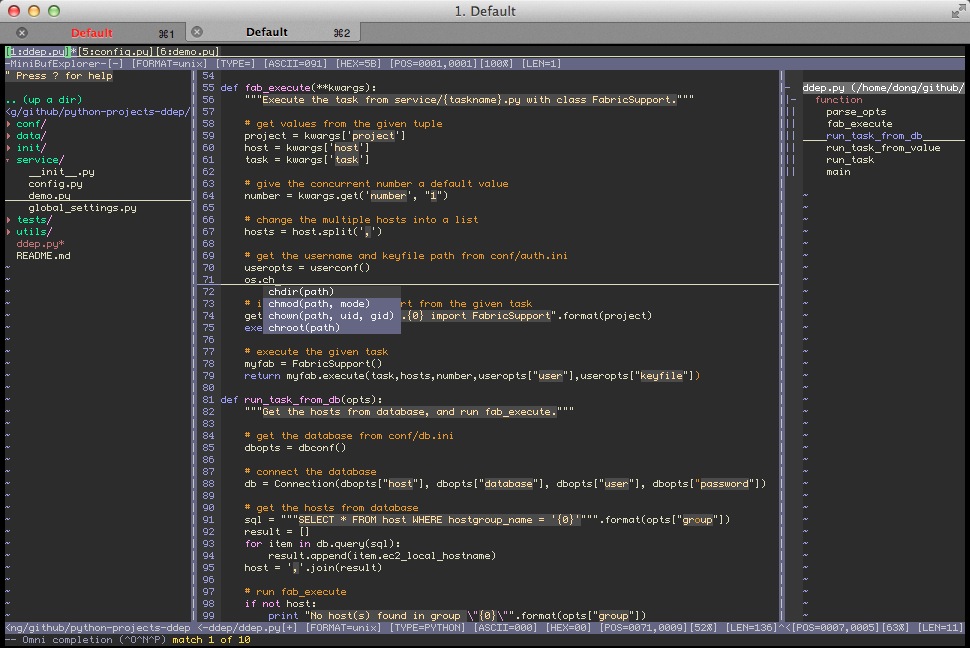 1. Default
Default ⌘1 Default ⌘2
[1:ddep.py]*[5:config.py][6:demo.py]
-MiniBufExplorer-[-] [FORMAT=unix] [TYPE=] [ASCII=091] [HEX=5B] [POS=0001,0001][100%] [LEN=1]
" Press ? for help
.. (up a dir)
<g/github/python-projects-ddep/
conf/
data/
init/
service/
__init__.py
config.py
demo.py
global_settings.py
tests/
utils/
ddep.py*
README.md
54
55 def fab_execute(**kwargs):
56 """Execute the task from service/{taskname}.py with class FabricSupport."""
57
58 # get values from the given tuple
59 project = kwargs['project']
60 host = kwargs['host']
61 task = kwargs['task']
62
63 # give the concurrent number a default value
64 number = kwargs.get('number', "1")
65
66 # change the multiple hosts into a list
67 hosts = host.split(',')
68
69 # get the username and keyfile path from conf/auth.ini
70 useropts = userconf()
71 os.ch
72 chdir(path)
73 # i chmod(path, mode) rt from the given task
74 get chown(path, uid, gid) .{0} import FabricSupport".format(project)
75 exe chroot(path)
76
77 # execute the given task
78 myfab = FabricSupport()
79 return myfab.execute(task,hosts,number,useropts["user"],useropts["keyfile"])
80
81 def run_task_from_db(opts):
82 """Get the hosts from database, and run fab_execute."""
83
84 # get the database from conf/db.ini
85 dbopts = dbconf()
86
87 # connect the database
88 db = Connection(dbopts["host"], dbopts["database"], dbopts["user"], dbopts["password"])
89
90 # get the hosts from database
91 sql = """SELECT * FROM host WHERE hostgroup_name = '{0}'""".format(opts["group"])
92 result = []
93 for item in db.query(sql):
94 result.append(item.ec2_local_hostname)
95 host = ','.join(result)
96
97 # run fab_execute
98 if not host:
99 print "No host(s) found in group \"{0}\"".format(opts["group"])
ddep.py (/home/dong/github/
function
parse_opts
fab_execute
run_task_from_db
run_task_from_value
run_task
main
<ng/github/python-projects-ddep <-ddep/ddep.py[+] [FORMAT=unix] [TYPE=PYTHON] [ASCII=000] [HEX=00] [POS=0071,0009][52%] [LEN=136]^<[POS=0007,0005][63%] [LEN=11]
-- Omni completion (^O^N^P) match 1 of 10